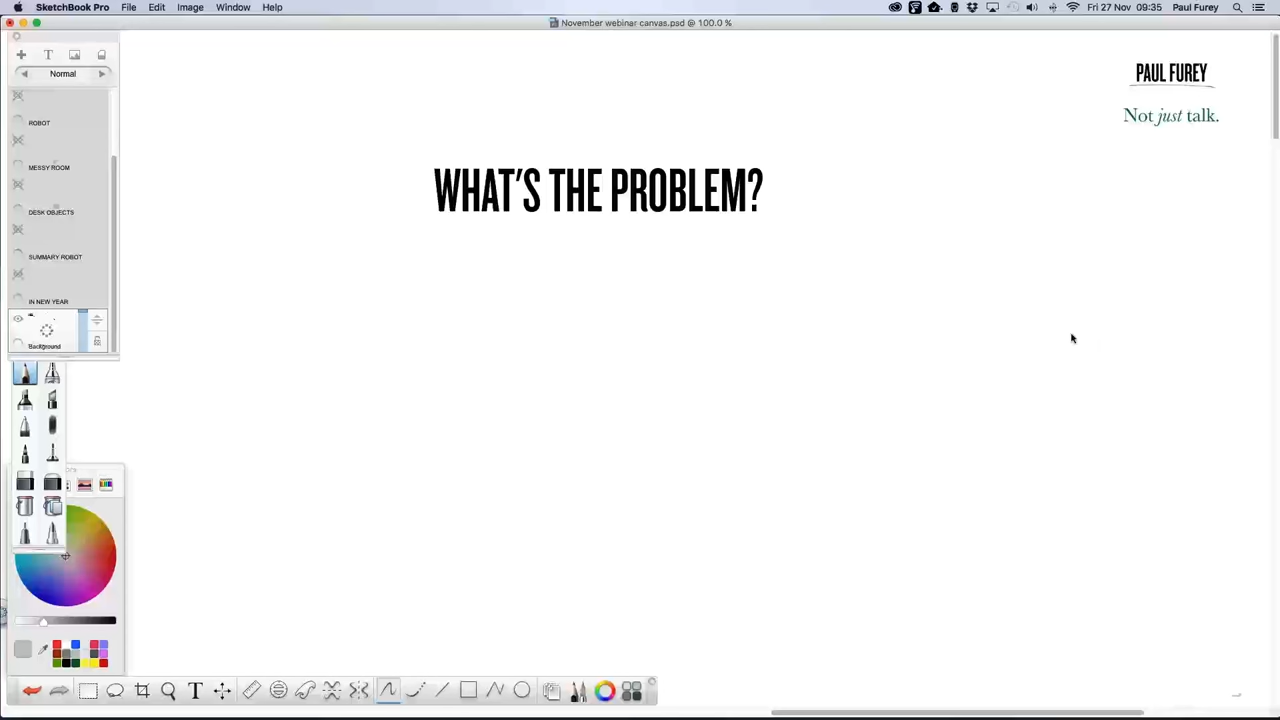 SketchBook Pro File Edit Image Window Help Fri 27 Nov 09:35 Paul Furey
November webinar canvas.psd @ 100.0 %
T
Normal
PAUL FUREY
Not just talk.
ROBOT
MESSY ROOM
WHAT'S THE PROBLEM?
DESK OBJECTS
SUMMARY ROBOT
IN NEW YEAR
Background
T